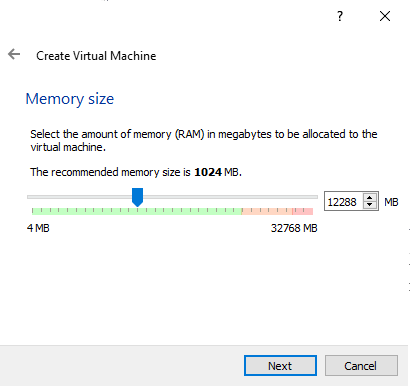 ?
Create Virtual Machine
Memory size
Select the amount of memory (RAM) in megabytes to be allocated to the
virtual machine.
The recommended memory size is 1024 MB.
12288 MB
4 MB 32768 MB
Next Cancel